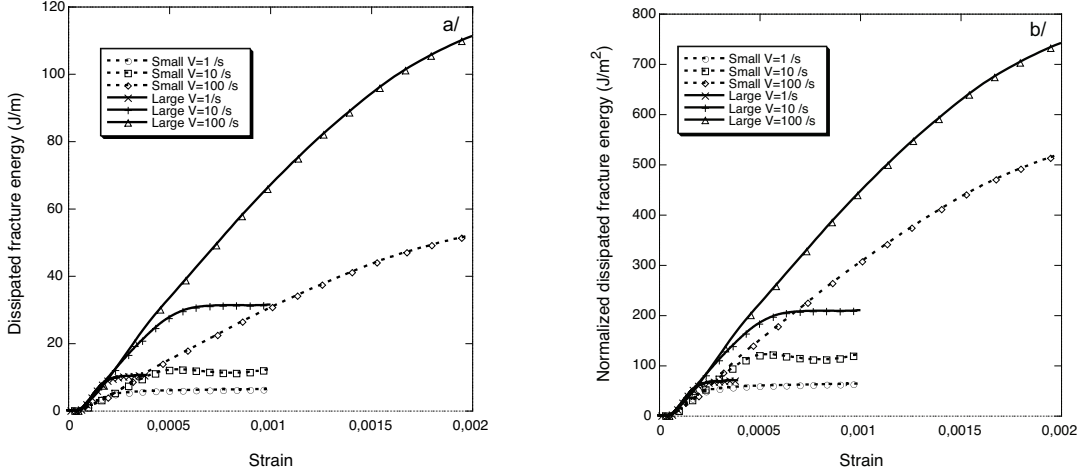 a/
Dissipated fracture energy (J/m)
120
100
80
60
40
20
0
Small V=1 /s
Small V=10 /s
Small V=100 /s
Large V=1/s
Large V=10 /s
Large V=100 /s
0
0,0005
0,001
0,0015
0,002
Strain
b/
Normalized dissipated fracture energy (J/m²)
800
700
600
500
400
300
200
100
0
Small V=1 /s
Small V=10 /s
Small V=100 /s
Large V=1/s
Large V=10 /s
Large V=100 /s
0
0,0005
0,001
0,0015
0,002
Strain